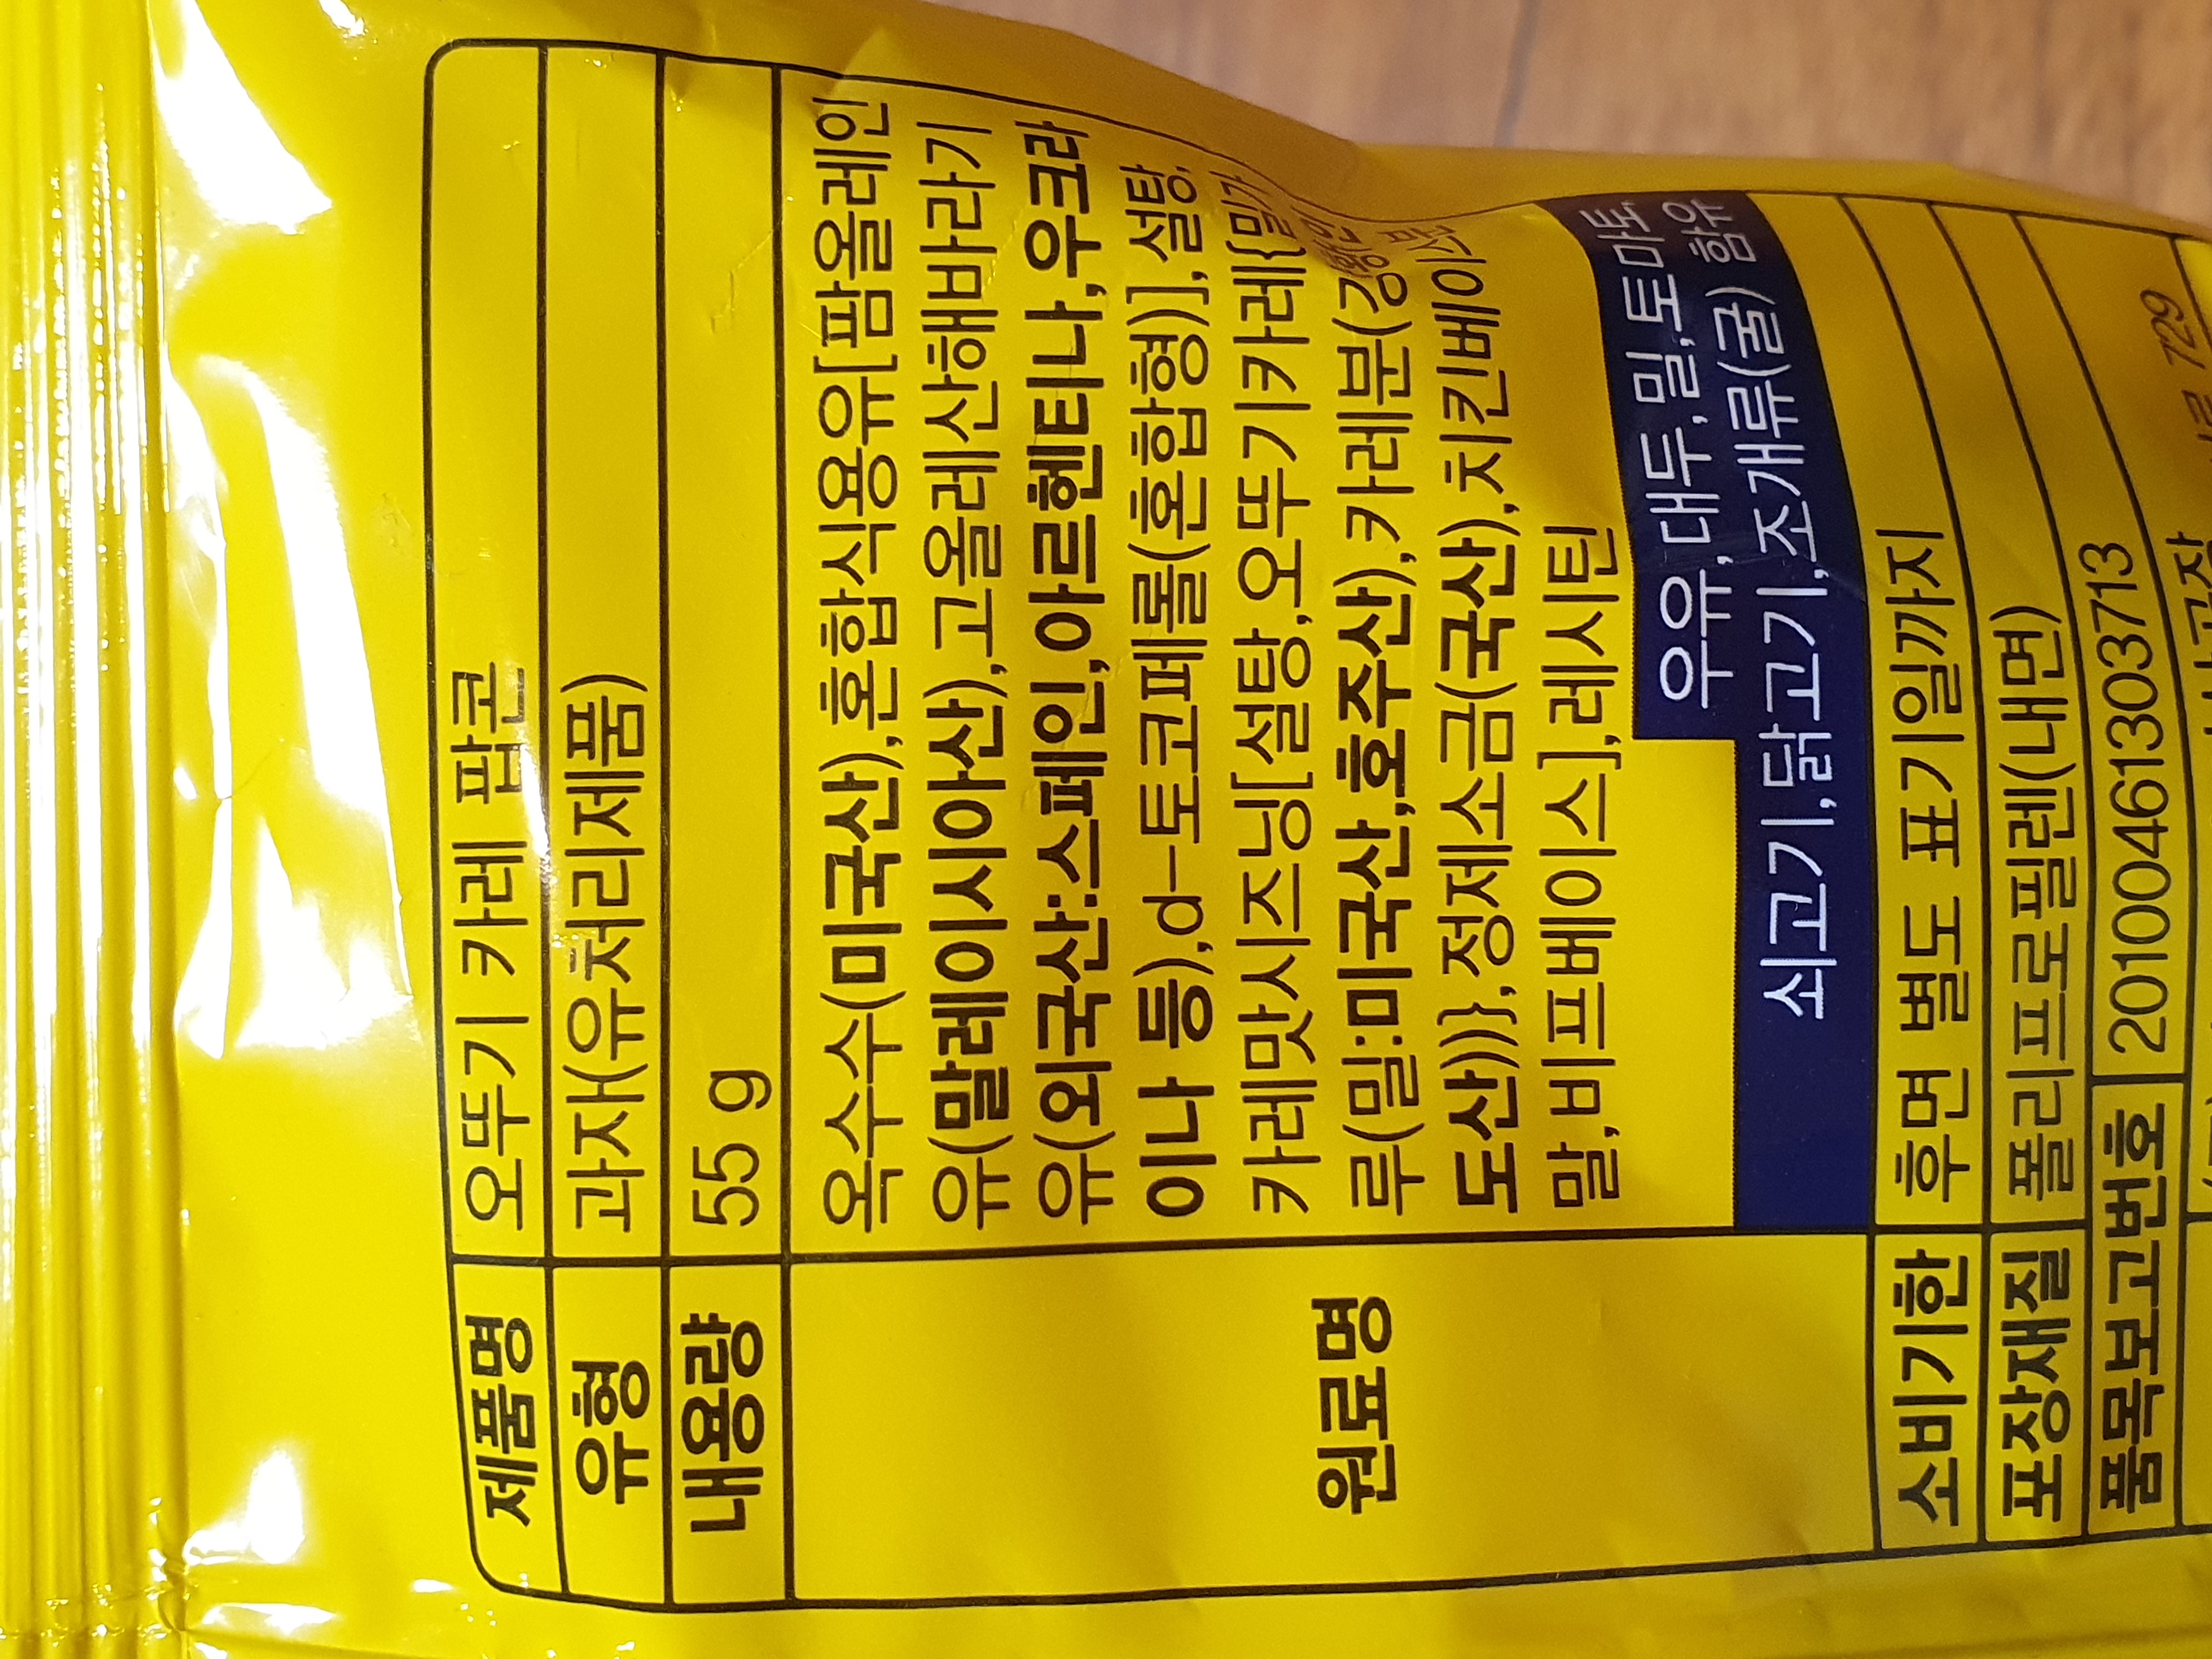 제품명 오뚜기 카레 팝콘
유형 과자(유처리제품)
내용량 55 g
원료명
옥수수(미국산),혼합식용유[팜올레인
유(말레이시아산),고올레산해바라기
유(외국산:스페인,아르헨티나,우크라
이나 등),d-토코페롤(혼합형)],설탕,
카레맛시즈닝[설탕,오뚜기카레{밀가
루(밀:미국산,호주산),카레분(강황(인
도산))},정제소금(국산),치킨베이스
말,비프베이스],레시틴
우유,대두,밀,토마토,
쇠고기,닭고기,조개류(굴) 함유
소비기한 후면 별도 표기일까지
포장재질 폴리프로필렌(내면)
품목보고번호 20100461303713
729